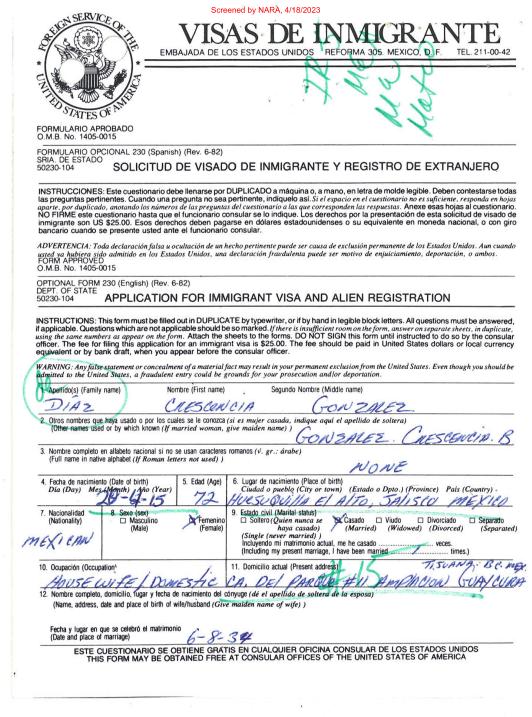 Screened by NARA, 4/18/2023
FOREIGN SERVICE OF THE UNITED STATES OF AMERICA
VISAS DE INMIGRANTE
EMBAJADA DE LOS ESTADOS UNIDOS REFORMA 305. MEXICO, D. F. TEL. 211-00-42
FORMULARIO APROBADO
O.M.B. No. 1405-0015
FORMULARIO OPCIONAL 230 (Spanish) (Rev. 6-82)
SRIA. DE ESTADO
50230-104 SOLICITUD DE VISADO DE INMIGRANTE Y REGISTRO DE EXTRANJERO
INSTRUCCIONES: Este cuestionario debe llenarse por DUPLICADO a máquina o, a mano, en letra de molde legible. Deben contestarse todas
las preguntas pertinentes. Cuando una pregunta no sea pertinente, indíquelo así. Si el espacio en el cuestionario no es suficiente, responda en hojas
aparte, por duplicado, anotando los números de las preguntas del cuestionario a las que corresponden las respuestas. Anexe esas hojas al cuestionario.
NO FIRME este cuestionario hasta que el funcionario consular se lo indique. Los derechos por la presentación de esta solicitud de visado de
inmigrante son US $25.00. Esos derechos deben pagarse en dólares estadounidenses o su equivalente en moneda nacional, o con giro
bancario cuando se presente usted ante el funcionario consular.
ADVERTENCIA: Toda declaración falsa u ocultación de un hecho pertinente puede ser causa de exclusión permanente de los Estados Unidos. Aun cuando
usted ya hubiera sido admitido en los Estados Unidos, una declaración fraudulenta puede ser motivo de enjuiciamiento, deportación, o ambos.
FORM APPROVED
O.M.B. No. 1405-0015
OPTIONAL FORM 230 (English) (Rev. 6-82)
DEPT. OF STATE
50230-104 APPLICATION FOR IMMIGRANT VISA AND ALIEN REGISTRATION
INSTRUCTIONS: This form must be filled out in DUPLICATE by typewriter, or if by hand in legible block letters. All questions must be answered,
if applicable. Questions which are not applicable should be so marked. If there is insufficient room on the form, answer on separate sheets, in duplicate,
using the same numbers as appear on the form. Attach the sheets to the forms. DO NOT SIGN this form until instructed to do so by the consular
officer. The fee for filing this application for an immigrant visa is $25.00. The fee should be paid in United States dollars or local currency
equivalent or by bank draft, when you appear before the consular officer.
WARNING: Any false statement or concealment of a material fact may result in your permanent exclusion from the United States. Even though you should be
admitted to the United States, a fraudulent entry could be grounds for your prosecution and/or deportation.
1. Apellido(s) (Family name) Nombre (First name) Segundo Nombre (Middle name)
DIAZ CRESCENCIA GONZALEZ
2. Otros nombres que haya usado o por los cuales se le conozca (si es mujer casada, indique aquí el apellido de soltera)
(Other names used or by which known (If married woman, give maiden name) )
GONZALEZ. CRESCENCIA. B
3. Nombre completo en alfabeto nacional si no se usan caracteres romanos (v. gr.; árabe)
(Full name in native alphabet (If Roman letters not used) )
NONE
4. Fecha de nacimiento (Date of birth) 5. Edad (Age) 6. Lugar de nacimiento (Place of birth)
Día (Day) Mes (Month) Año (Year) Ciudad o pueblo (City or town) (Estado o Dpto.) (Province) País (Country) -
-15 72 HUESUQUILLA EL ALTO, JALISCO MEXICO
7. Nacionalidad 8. Sexo (sex) 9. Estado civil (Marital status)
(Nationality) Masculino Femenino Soltero (Quien nunca se Casado Viudo Divorciado Separado
(Male) (Female) haya casado) (Married) (Widowed) (Divorced) (Separated)
(Single (never married) )
MEXICAN Incluyendo mi matrimonio actual, me he casado veces.
(Including my present marriage, I have been married times.)
10. Ocupación (Occupation) 11. Domicilio actual (Present address) TIJUANA, BC. MEX.
HOUSEWIFE / DOMESTIC CA. DEL PARQUE #11 AMPLACION GUAYCURA
12. Nombre completo, domicilio, lugar y fecha de nacimiento del cónyuge (dé el apellido de soltera de la esposa)
(Name, address, date and place of birth of wife/husband (Give maiden name of wife) )
Fecha y lugar en que se celebró el matrimonio
(Date and place of marriage) 6-8-34
ESTE CUESTIONARIO SE OBTIENE GRATIS EN CUALQUIER OFICINA CONSULAR DE LOS ESTADOS UNIDOS
THIS FORM MAY BE OBTAINED FREE AT CONSULAR OFFICES OF THE UNITED STATES OF AMERICA